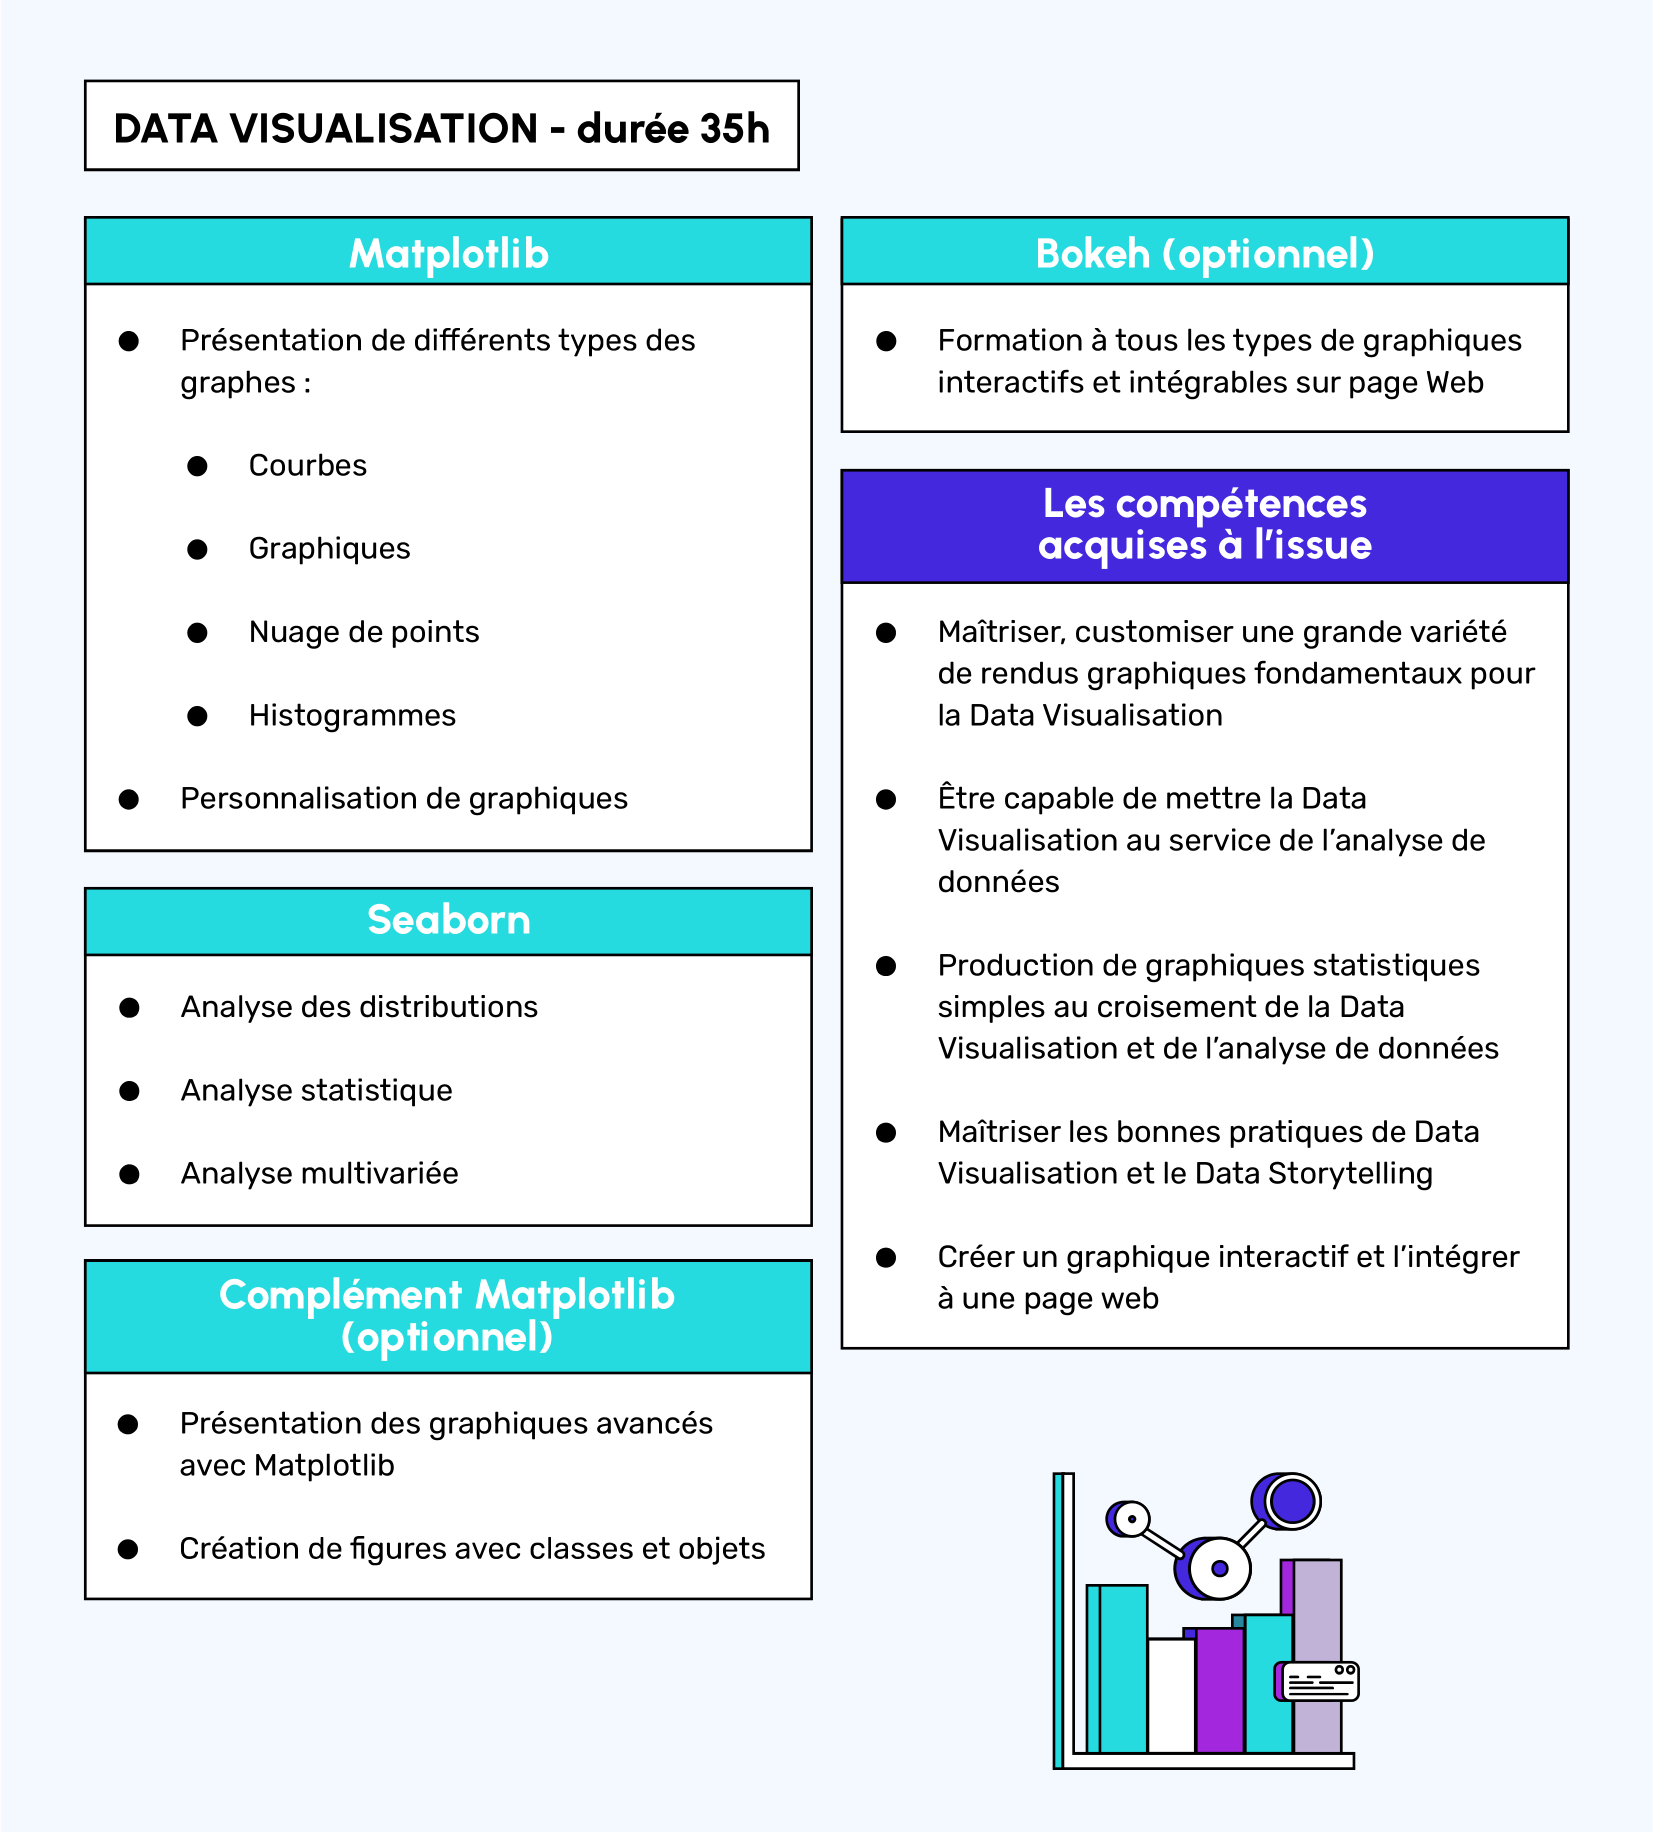 DATA VISUALISATION - durée 35h
Matplotlib
● Présentation de différents types des
graphes :
● Courbes
● Graphiques
● Nuage de points
● Histogrammes
● Personnalisation de graphiques
Seaborn
● Analyse des distributions
● Analyse statistique
● Analyse multivariée
Complément Matplotlib
(optionnel)
● Présentation des graphiques avancés
avec Matplotlib
● Création de figures avec classes et objets
Bokeh (optionnel)
● Formation à tous les types de graphiques
interactifs et intégrables sur page Web
Les compétences
acquises à l’issue
● Maîtriser, customiser une grande variété
de rendus graphiques fondamentaux pour
la Data Visualisation
● Être capable de mettre la Data
Visualisation au service de l’analyse de
données
● Production de graphiques statistiques
simples au croisement de la Data
Visualisation et de l’analyse de données
● Maîtriser les bonnes pratiques de Data
Visualisation et le Data Storytelling
● Créer un graphique interactif et l’intégrer
à une page web